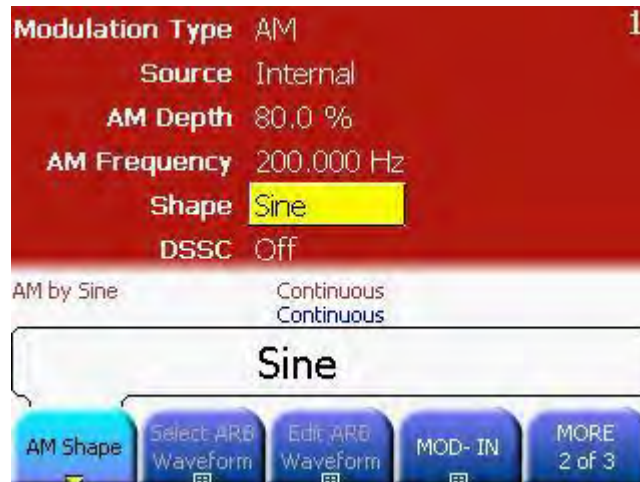 Modulation Type AM 1
Source Internal
AM Depth 80.0 %
AM Frequency 200.000 Hz
Shape Sine
DSSC Off
AM by Sine Continuous
Continuous
Sine
AM Shape Select ARB Waveform Edit ARB Waveform MOD- IN MORE 2 of 3